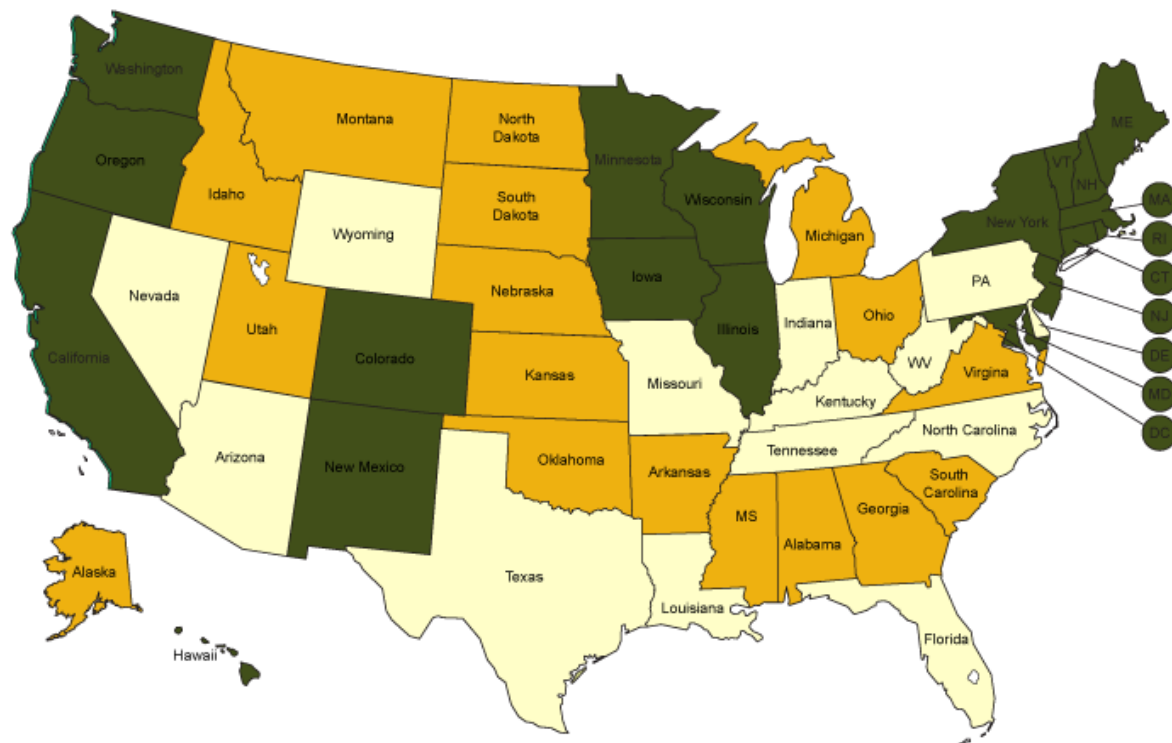 Washington
Montana
North
Dakota
Minnesota
ME
Oregon
VT
Idaho
NH
Wisconsin
South
Dakota
MA
New York
Wyoming
Michigan
RI
CT
Iowa
PA
Nebraska
Nevada
NJ
Ohio
Indiana
Utah
Illinois
DE
California
Colorado
WV
Virgina
Kansas
Missouri
MD
Kentucky
North Carolina
DC
Tennessee
Arizona
Oklahoma
New Mexico
Arkansas
South
Carolina
Georgia
MS
Alabama
Alaska
Texas
Louisiana
Florida
Hawaii